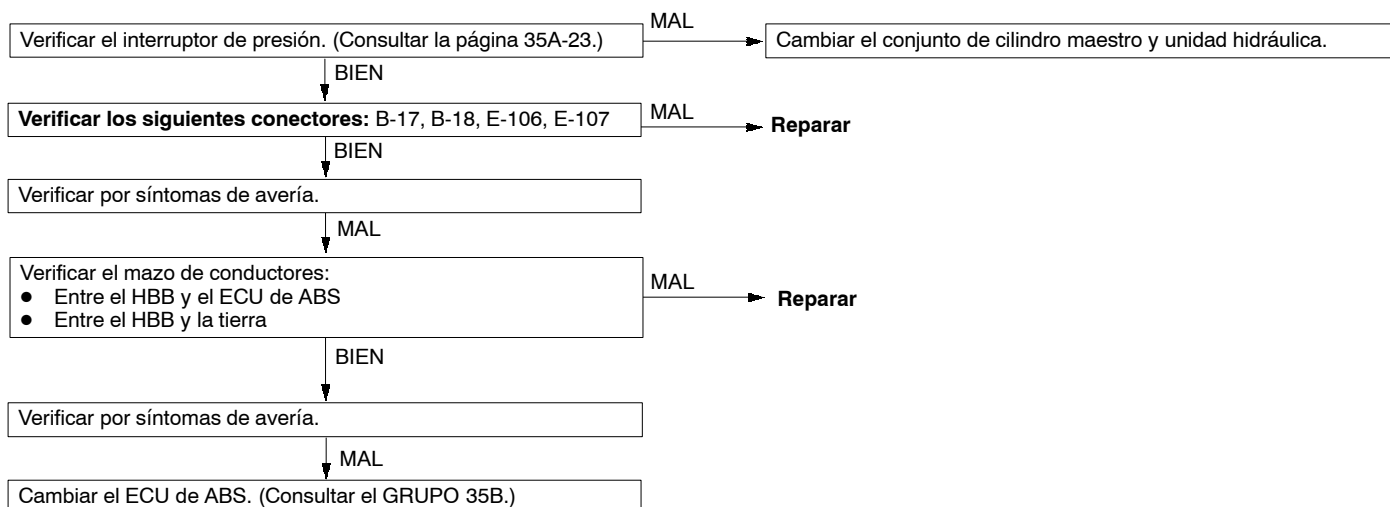 Verificar el interruptor de presión. (Consultar la página 35A-23.)
MAL
Cambiar el conjunto de cilindro maestro y unidad hidráulica.
BIEN
Verificar los siguientes conectores: B-17, B-18, E-106, E-107
MAL
Reparar
BIEN
Verificar por síntomas de avería.
MAL
Verificar el mazo de conductores:
● Entre el HBB y el ECU de ABS
● Entre el HBB y la tierra
MAL
Reparar
BIEN
Verificar por síntomas de avería.
MAL
Cambiar el ECU de ABS. (Consultar el GRUPO 35B.)